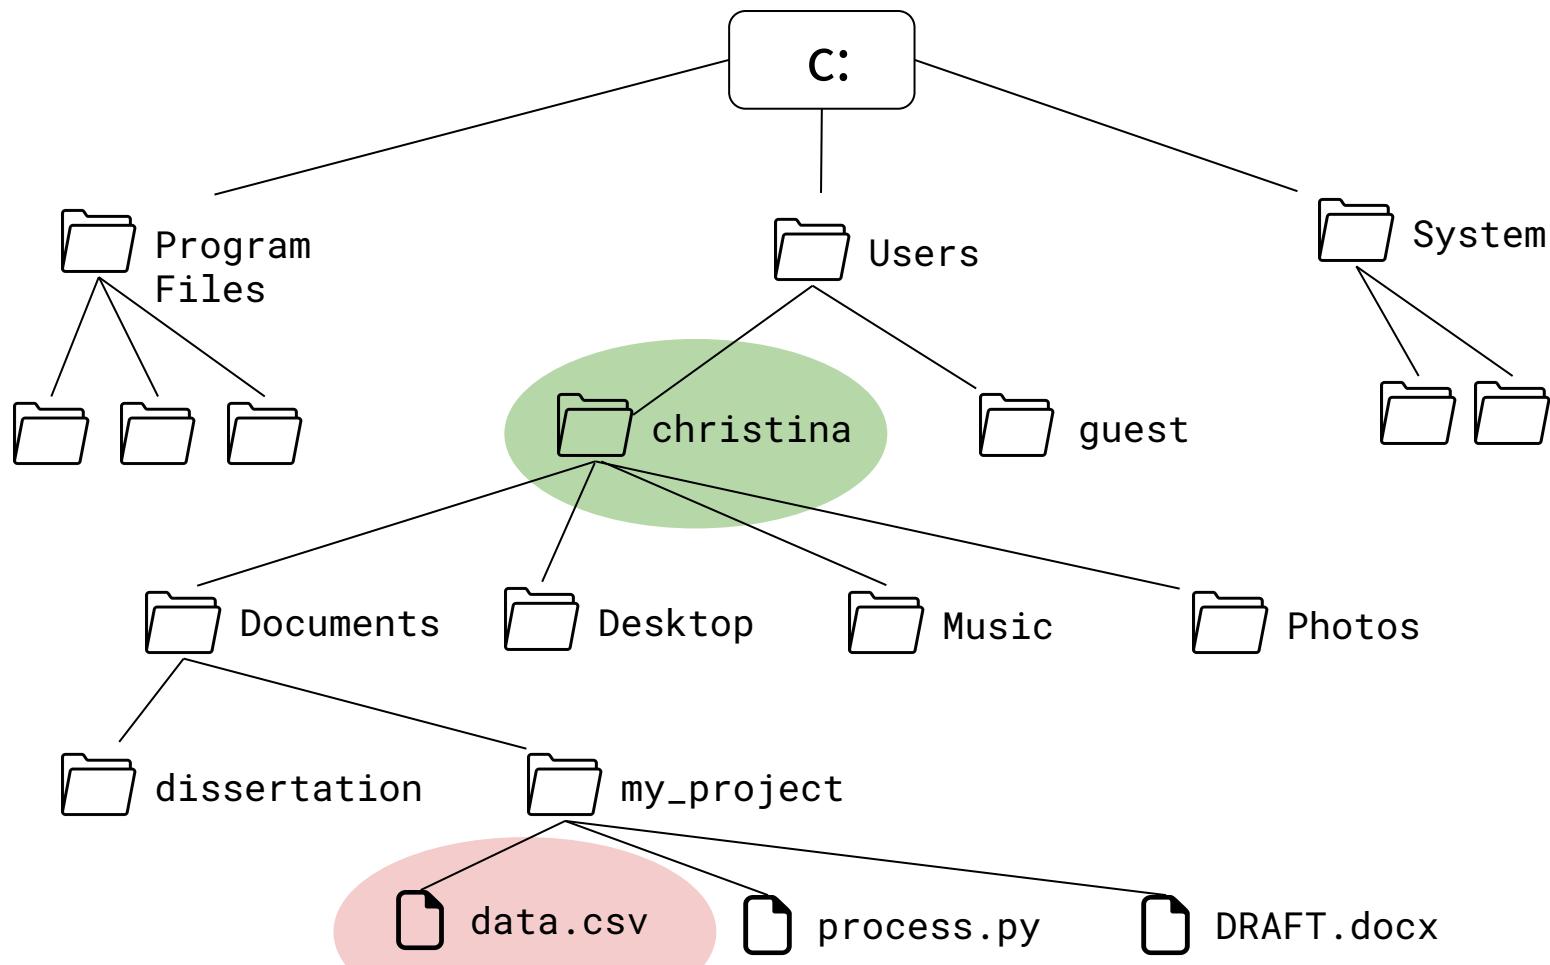 C:
Program
Files
Users
System
christina
guest
Documents
Desktop
Music
Photos
dissertation
my_project
data.csv
process.py
DRAFT.docx